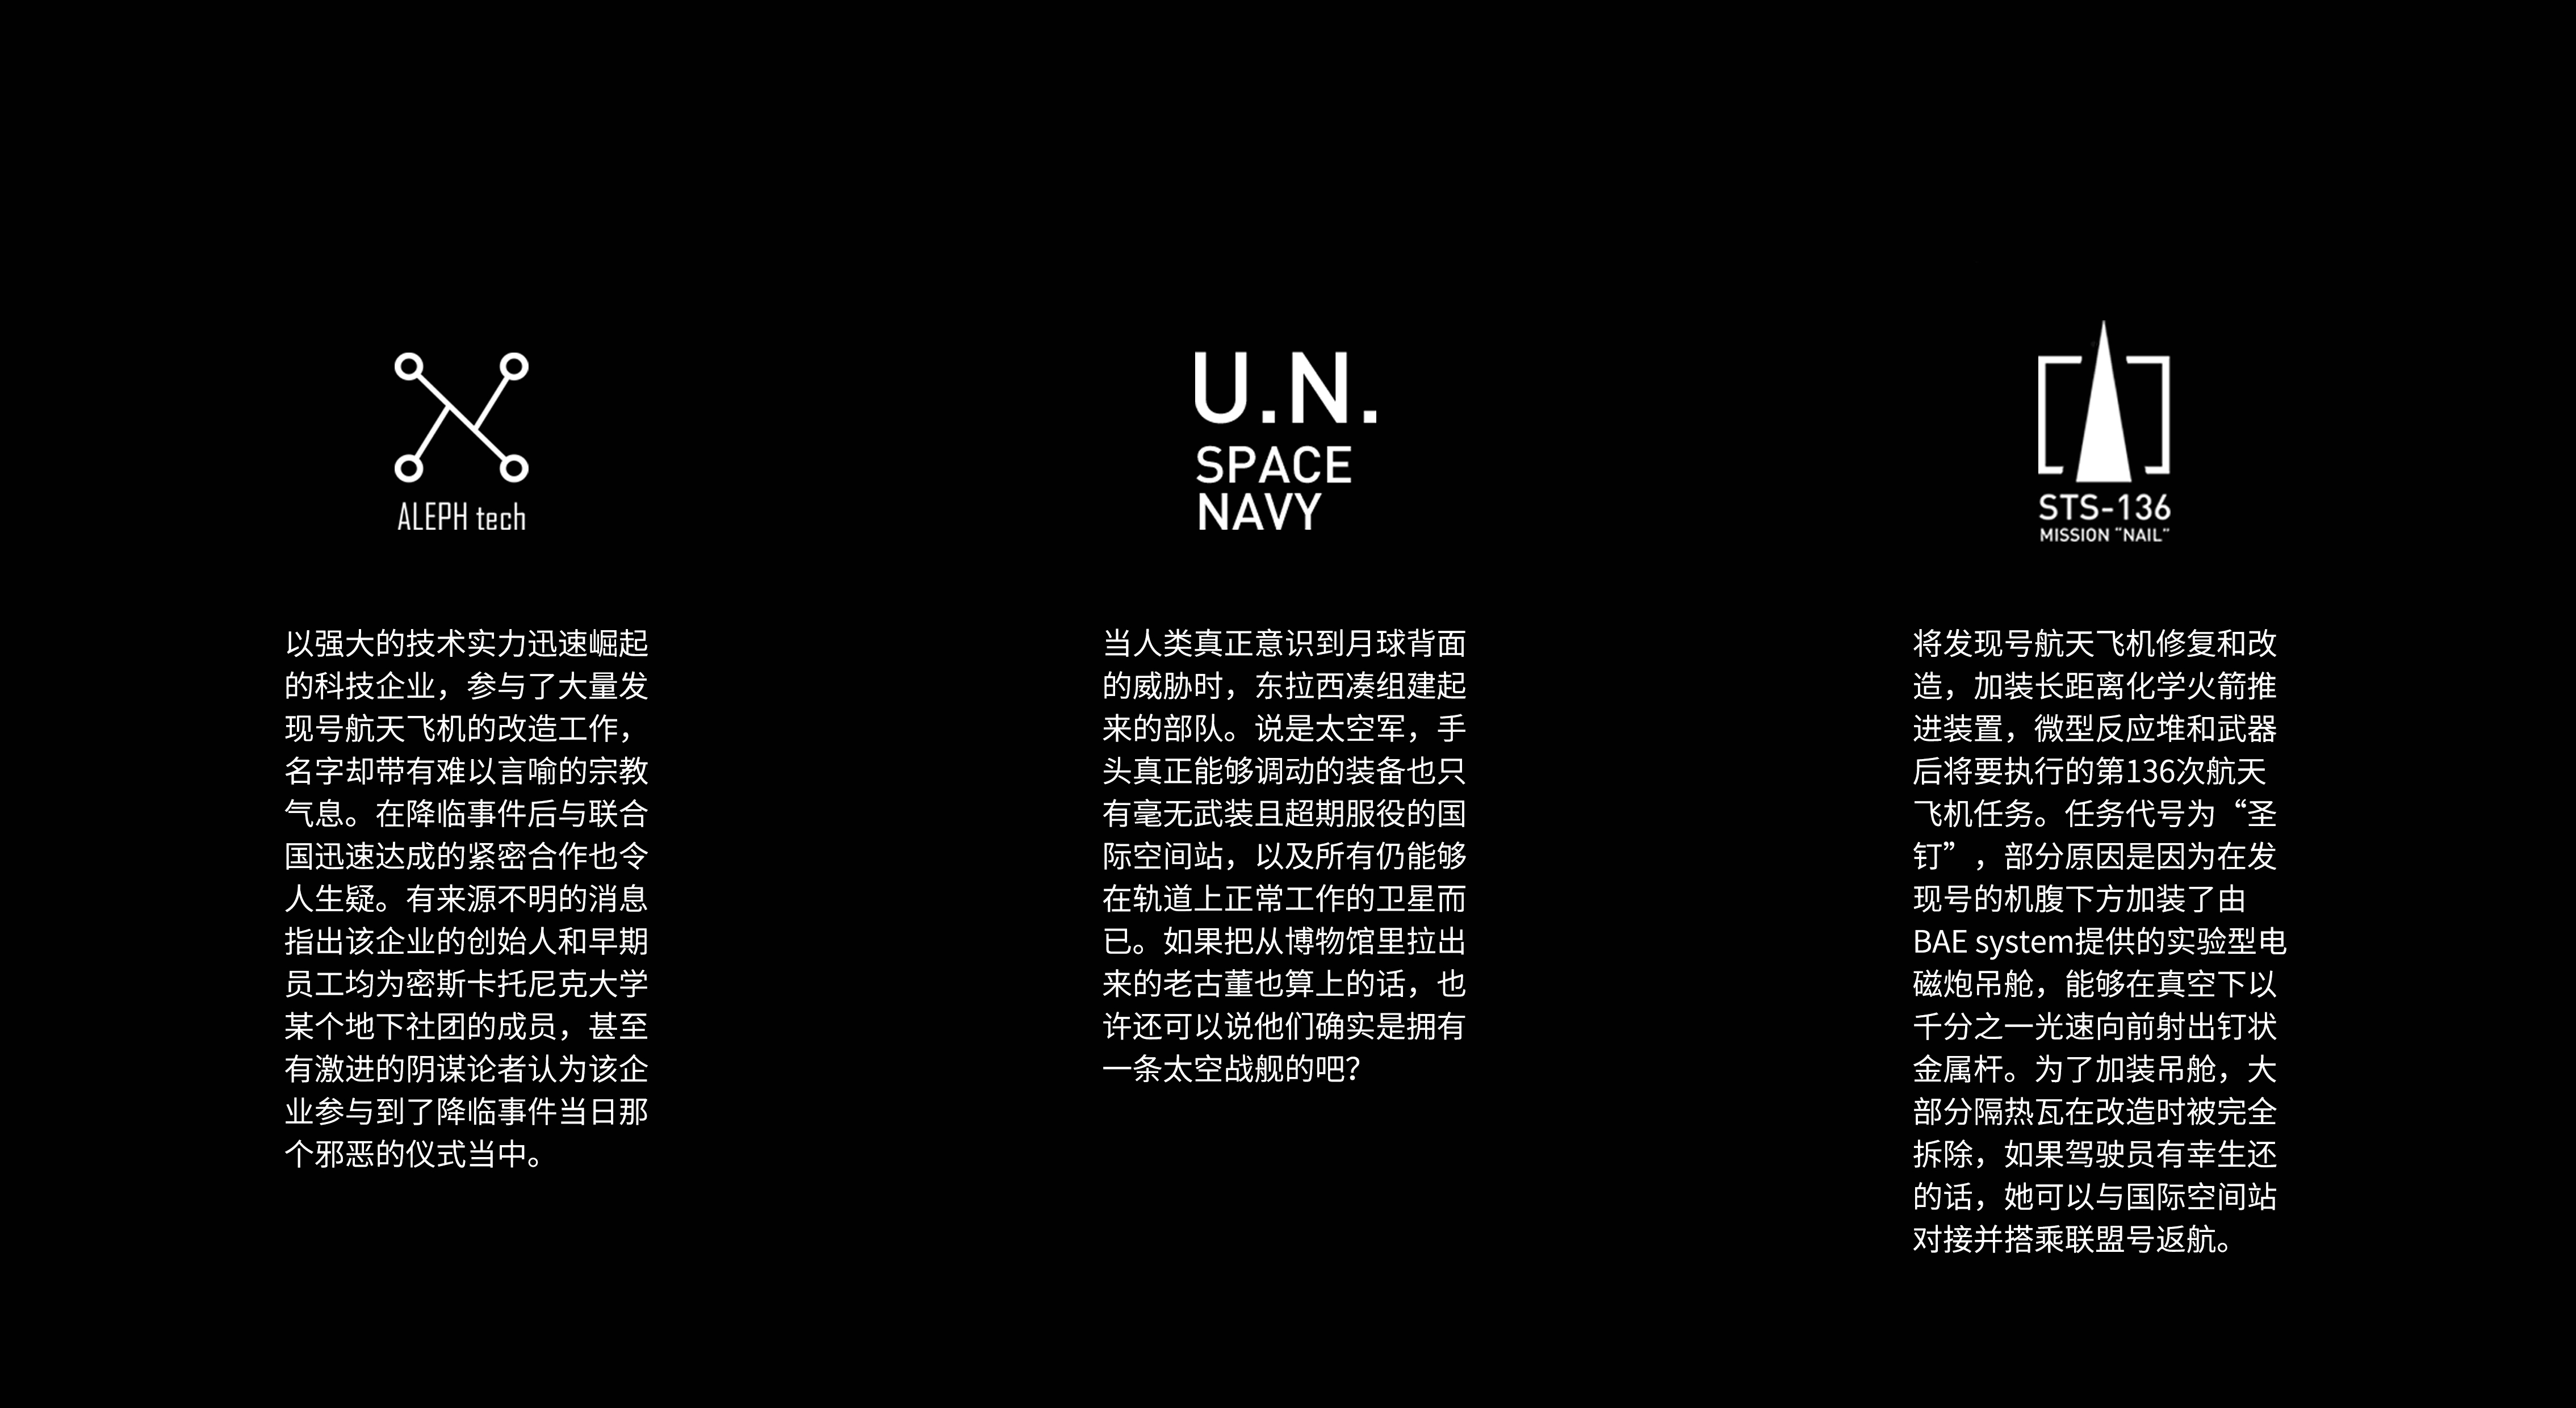 ALEPH tech
以强大的技术实力迅速崛起
的科技企业，参与了大量发
现号航天飞机的改造工作，
名字却带有难以言喻的宗教
气息。在降临事件后与联合
国迅速达成的紧密合作也令
人生疑。有来源不明的消息
指出该企业的创始人和早期
员工均为密斯卡托尼克大学
某个地下社团的成员，甚至
有激进的阴谋论者认为该企
业参与到了降临事件当日那
个邪恶的仪式当中。
U.N.
SPACE
NAVY
当人类真正意识到月球背面
的威胁时，东拉西凑组建起
来的部队。说是太空军，手
头真正能够调动的装备也只
有毫无武装且超期服役的国
际空间站，以及所有仍能够
在轨道上正常工作的卫星而
已。如果把从博物馆里拉出
来的老古董也算上的话，也
许还可以说他们确实是拥有
一条太空战舰的吧？
STS-136
MISSION "NAIL"
将发现号航天飞机修复和改
造，加装长距离化学火箭推
进装置，微型反应堆和武器
后将要执行的第136次航天
飞机任务。任务代号为“圣
钉”，部分原因是因为在发
现号的机腹下方加装了由
BAE system提供的实验型电
磁炮吊舱，能够在真空下以
千分之一光速向前射出钉状
金属杆。为了加装吊舱，大
部分隔热瓦在改造时被完全
拆除，如果驾驶员有幸生还
的话，她可以与国际空间站
对接并搭乘联盟号返航。